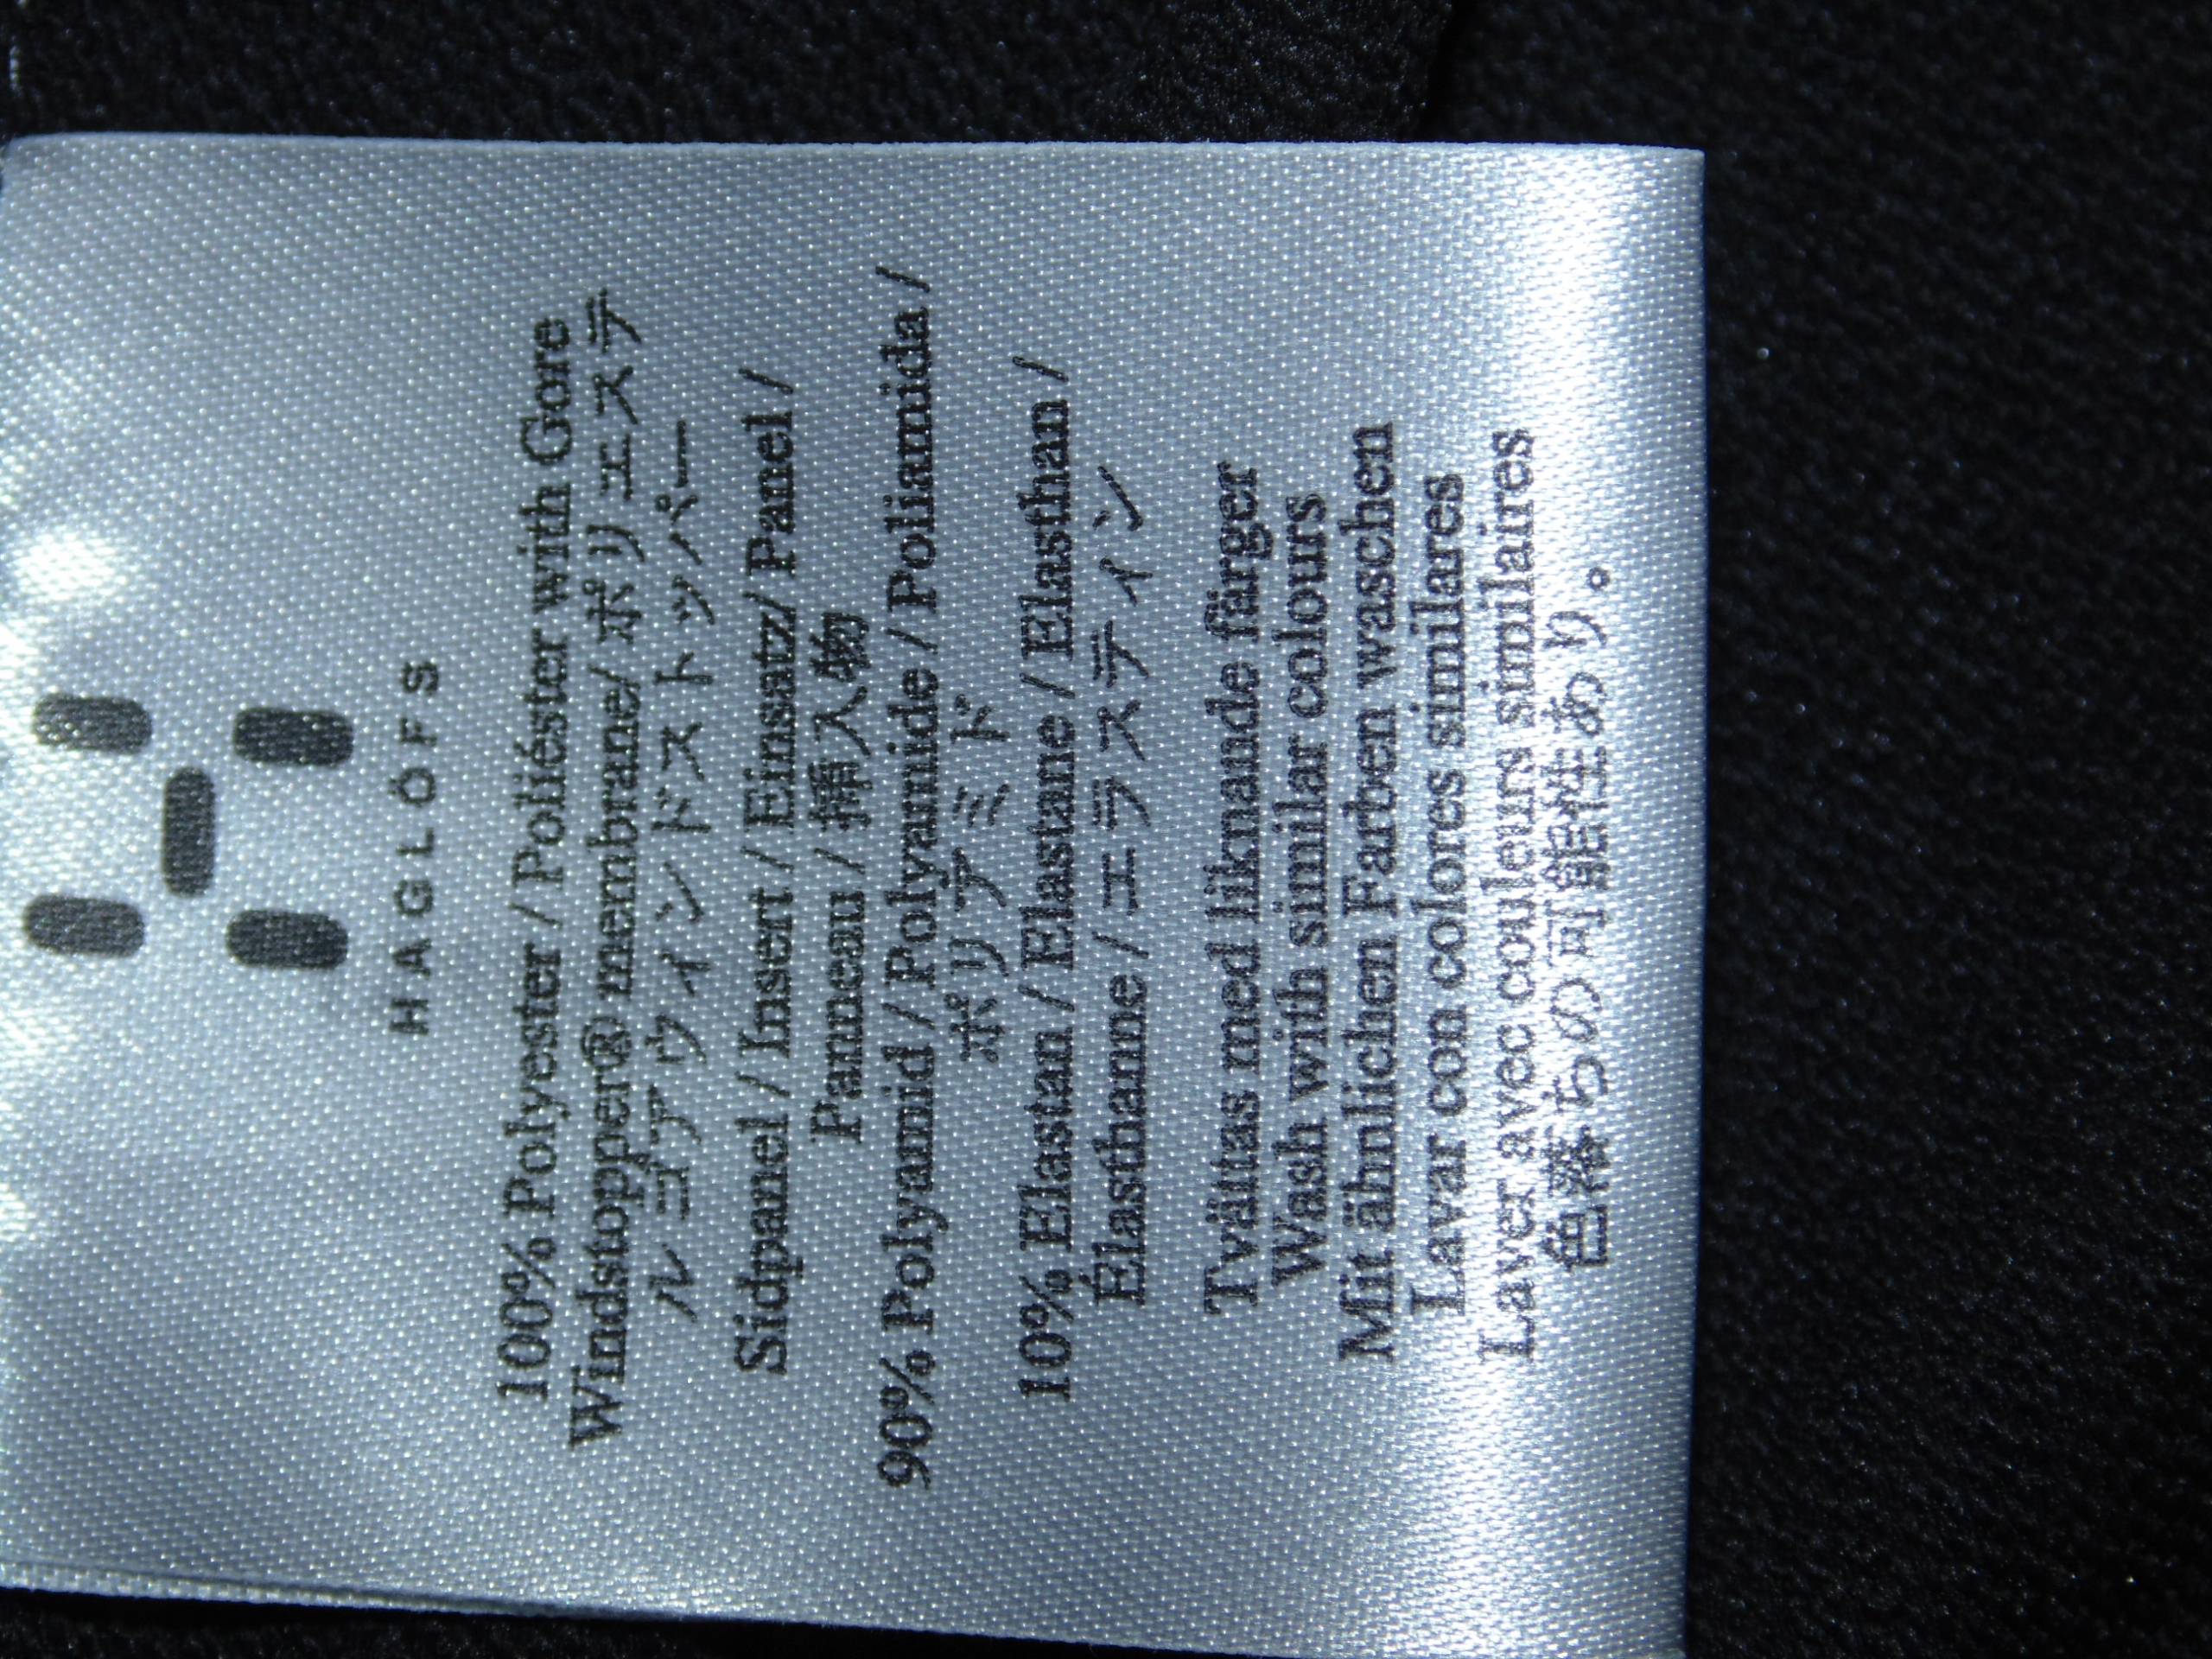 HAGLÖFS
100% Polyester / Poliéster with Gore
Windstopper® membrane/ ポリエステ
ル ゴアウィンドストッパー
Sidpanel / Insert / Einsatz/ Panel /
Panneau / 挿入物
90% Polyamid / Polyamide / Poliamida /
ポリアミド
10% Elastan / Elastane / Elasthan /
Élasthanne / エラスティン
Tvättas med liknande färger
Wash with similar colours
Mit ähnlichen Farben waschen
Lavar con colores similares
Laver avec couleurs similaires
色落ちの可能性あり。